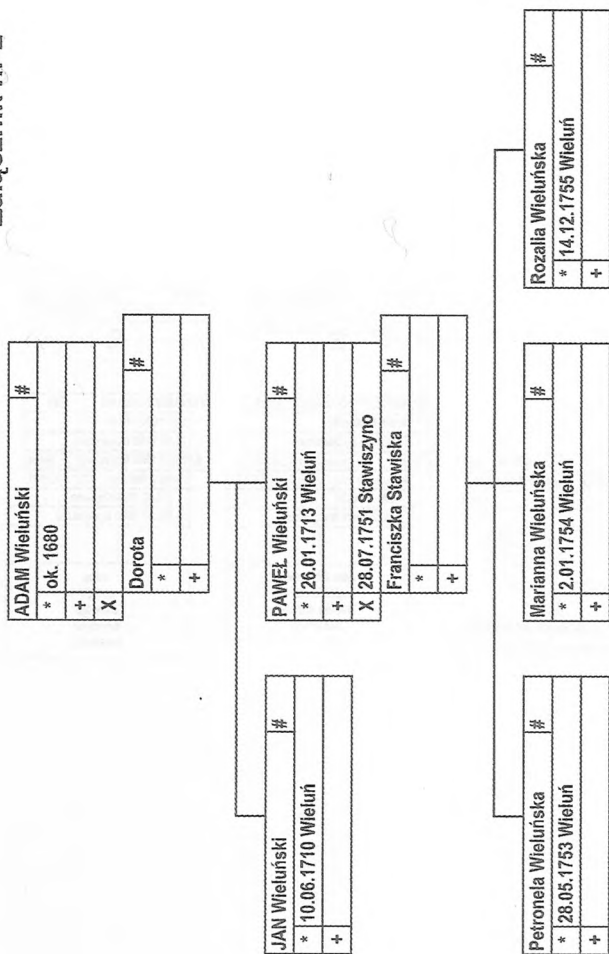 ADAM Wieluński #
* ok. 1680
+
X
Dorota #
*
+
JAN Wieluński #
* 10.06.1710 Wieluń
+
PAWEŁ Wieluński #
* 26.01.1713 Wieluń
+
X 28.07.1751 Stawiszyno
Franciszka Stawiska #
*
+
Petronela Wieluńska #
* 28.05.1753 Wieluń
+
Marianna Wieluńska #
* 2.01.1754 Wieluń
+
Rozalia Wieluńska #
* 14.12.1755 Wieluń
+